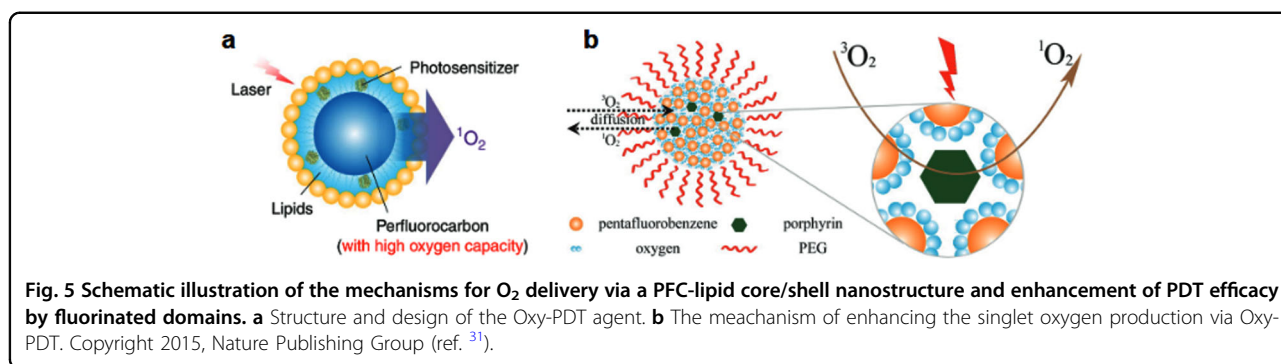 a
Photosensitizer
Laser
¹O₂
Lipids
Perfluorocarbon
(with high oxygen capacity)
b
³O₂
diffusion
¹O₂
³O₂
¹O₂
pentafluorobenzene
porphyrin
oxygen
PEG
Fig. 5 Schematic illustration of the mechanisms for O₂ delivery via a PFC-lipid core/shell nanostructure and enhancement of PDT efficacy
by fluorinated domains. a Structure and design of the Oxy-PDT agent. b The meachanism of enhancing the singlet oxygen production via Oxy-
PDT. Copyright 2015, Nature Publishing Group (ref. ³¹).